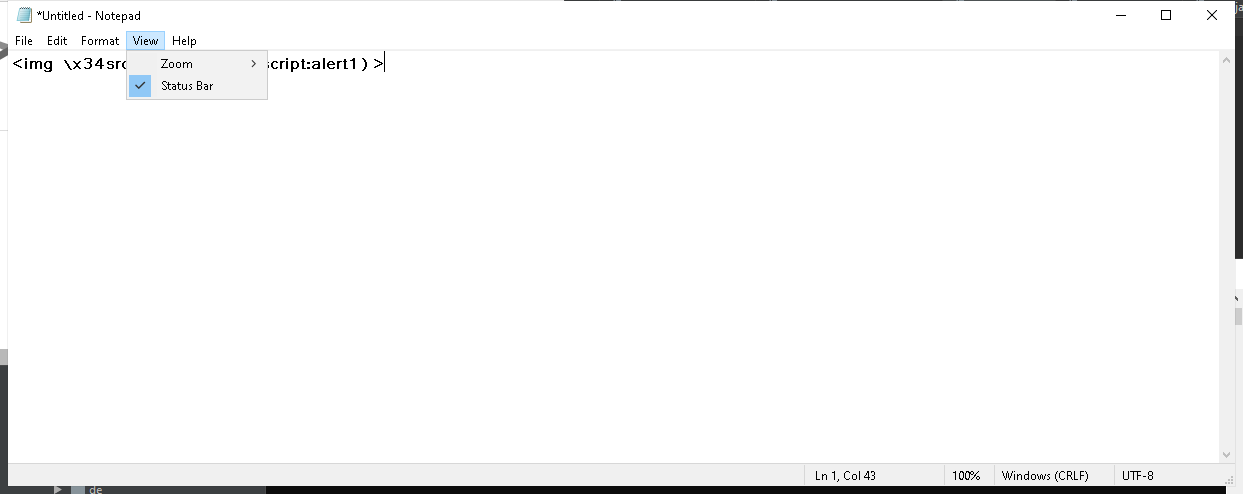 *Untitled - Notepad
File Edit Format View Help
<img \x34src
script:alert1) >
Zoom
Status Bar
Ln 1, Col 43
100%
Windows (CRLF)
UTF-8
de